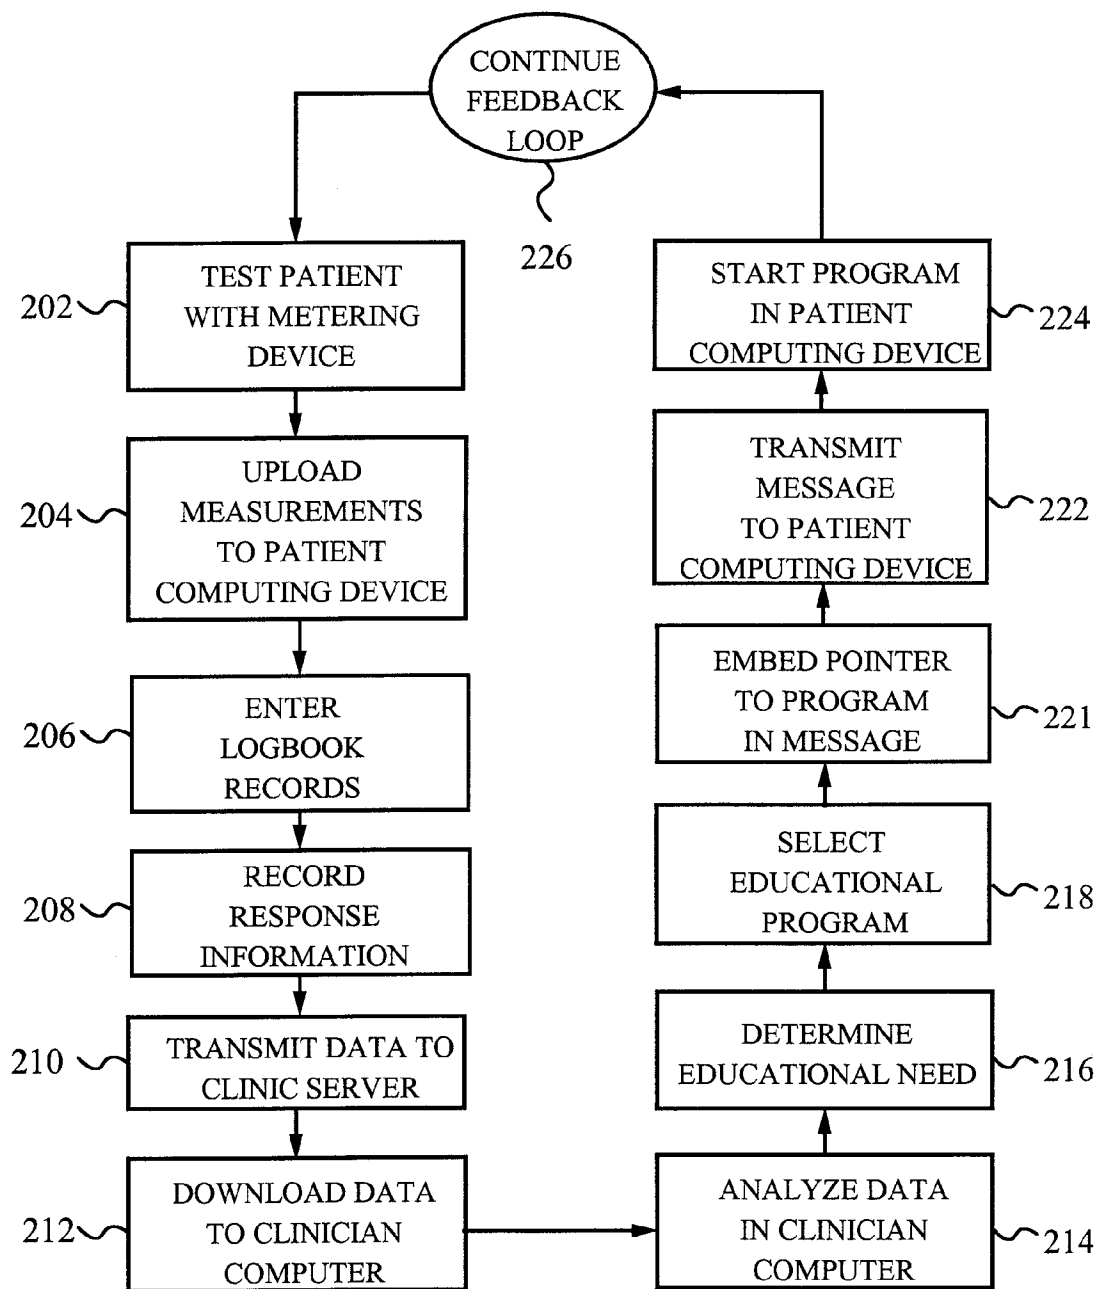 CONTINUE
FEEDBACK
LOOP
226
202
TEST PATIENT
WITH METERING
DEVICE
204
UPLOAD
MEASUREMENTS
TO PATIENT
COMPUTING DEVICE
206
ENTER
LOGBOOK
RECORDS
208
RECORD
RESPONSE
INFORMATION
210
TRANSMIT DATA TO
CLINIC SERVER
212
DOWNLOAD DATA
TO CLINICIAN
COMPUTER
ANALYZE DATA
IN CLINICIAN
COMPUTER
214
DETERMINE
EDUCATIONAL NEED
216
SELECT
EDUCATIONAL
PROGRAM
218
EMBED POINTER
TO PROGRAM
IN MESSAGE
221
TRANSMIT
MESSAGE
TO PATIENT
COMPUTING DEVICE
222
START PROGRAM
IN PATIENT
COMPUTING DEVICE
224